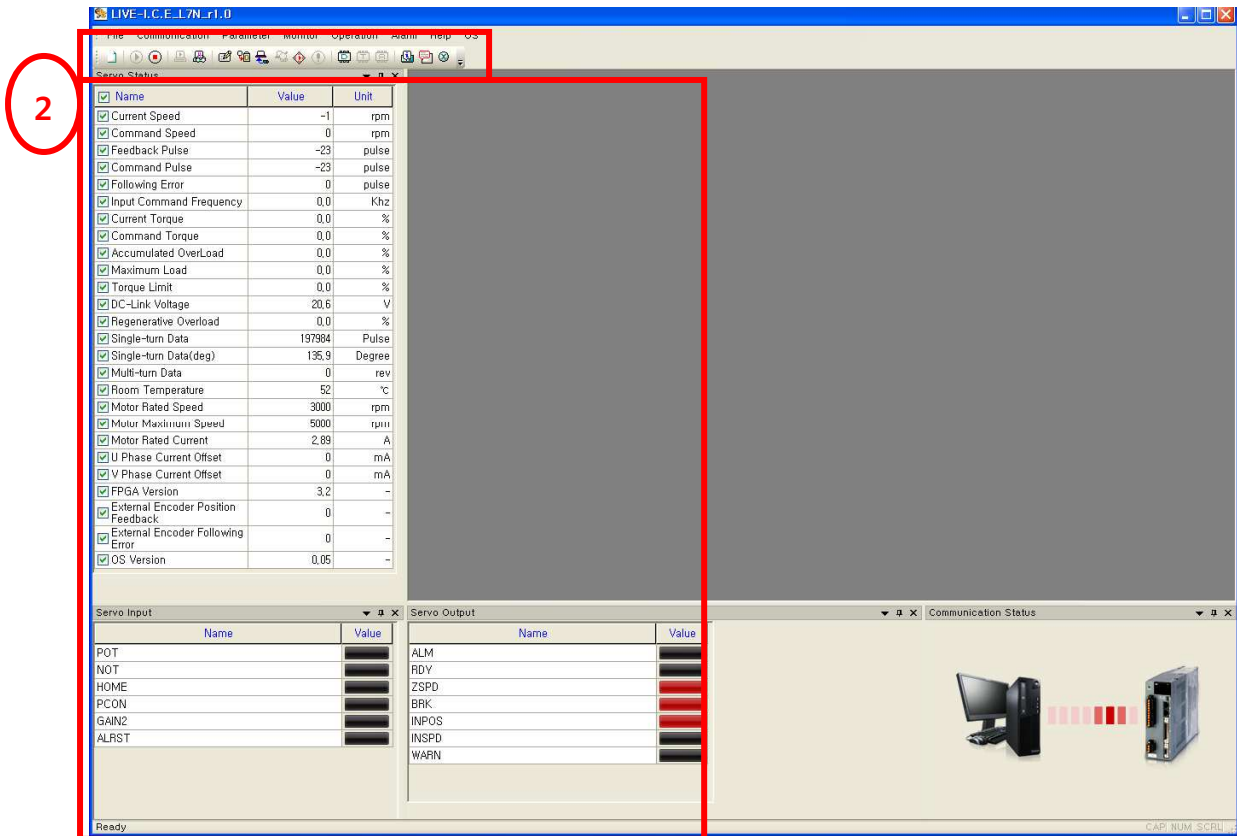 LIVE-I.C.E_L7N_r1.0
File Communication Parameter Monitor Operation Alarm Help OS
2
Servo Status
Name Value Unit
Current Speed -1 rpm
Command Speed 0 rpm
Feedback Pulse -23 pulse
Command Pulse -23 pulse
Following Error 0 pulse
Input Command Frequency 0,0 Khz
Current Torque 0,0 %
Command Torque 0,0 %
Accumulated OverLoad 0,0 %
Maximum Load 0,0 %
Torque Limit 0,0 %
DC-Link Voltage 20,6 V
Regenerative Overload 0,0 %
Single-turn Data 197984 Pulse
Single-turn Data(deg) 135,9 Degree
Multi-turn Data 0 rev
Room Temperature 52 ℃
Motor Rated Speed 3000 rpm
Motor Maximum Speed 5000 rpm
Motor Rated Current 2,89 A
U Phase Current Offset 0 mA
V Phase Current Offset 0 mA
FPGA Version 3,2 -
External Encoder Position
Feedback 0 -
External Encoder Following
Error 0 -
OS Version 0,05 -
Servo Input
Name Value
POT
NOT
HOME
PCON
GAIN2
ALRST
Servo Output
Name Value
ALM
RDY
ZSPD
BRK
INPOS
INSPD
WARN
Communication Status
Ready
CAP NUM SCRL